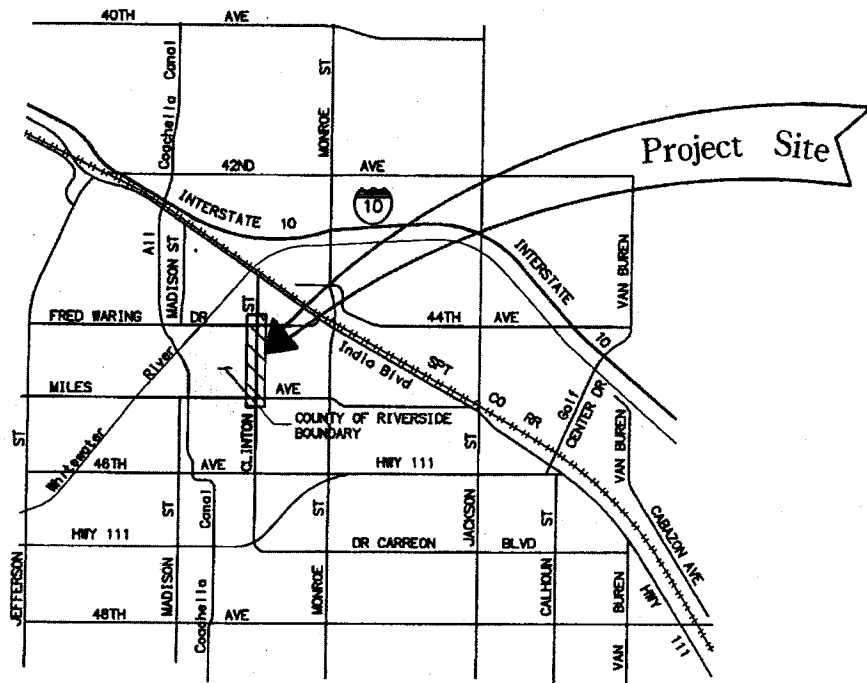 40TH AVE
Coachella Canal
MONROE ST
Project Site
42ND AVE
INTERSTATE 10
10
All
MADISON ST
INTERSTATE 10
VAN BUREN
FRED WARING DR
ST
44TH AVE
River
Indio Blvd
SPT CO RR
Golf
CENTER DR
MILES AVE
COUNTY OF RIVERSIDE
BOUNDARY
CLINTON
Whitewater
46TH AVE
HWY 111
VAN BUREN
CABAZON AVE
HWY 111
DR CARREON BLVD
JEFFERSON ST
MADISON ST
Coachella Canal
MONROE ST
JACKSON ST
CALHOUN ST
VAN BUREN
HWY 111
48TH AVE